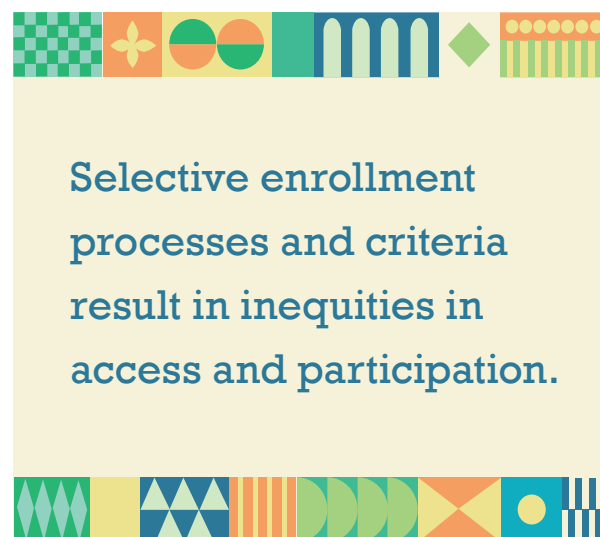 Selective enrollment
processes and criteria
result in inequities in
access and participation.